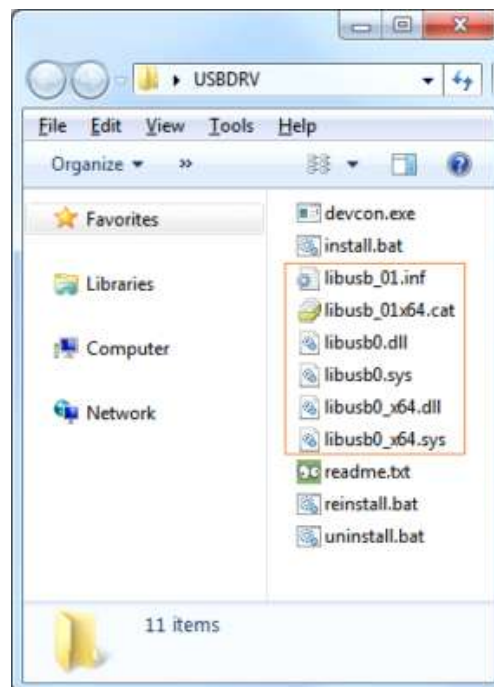 USBDRV
File Edit View Tools Help
Organize »
Favorites
Libraries
Computer
Network
devcon.exe
install.bat
libusb_01.inf
libusb_01x64.cat
libusb0.dll
libusb0.sys
libusb0_x64.dll
libusb0_x64.sys
readme.txt
reinstall.bat
uninstall.bat
11 items